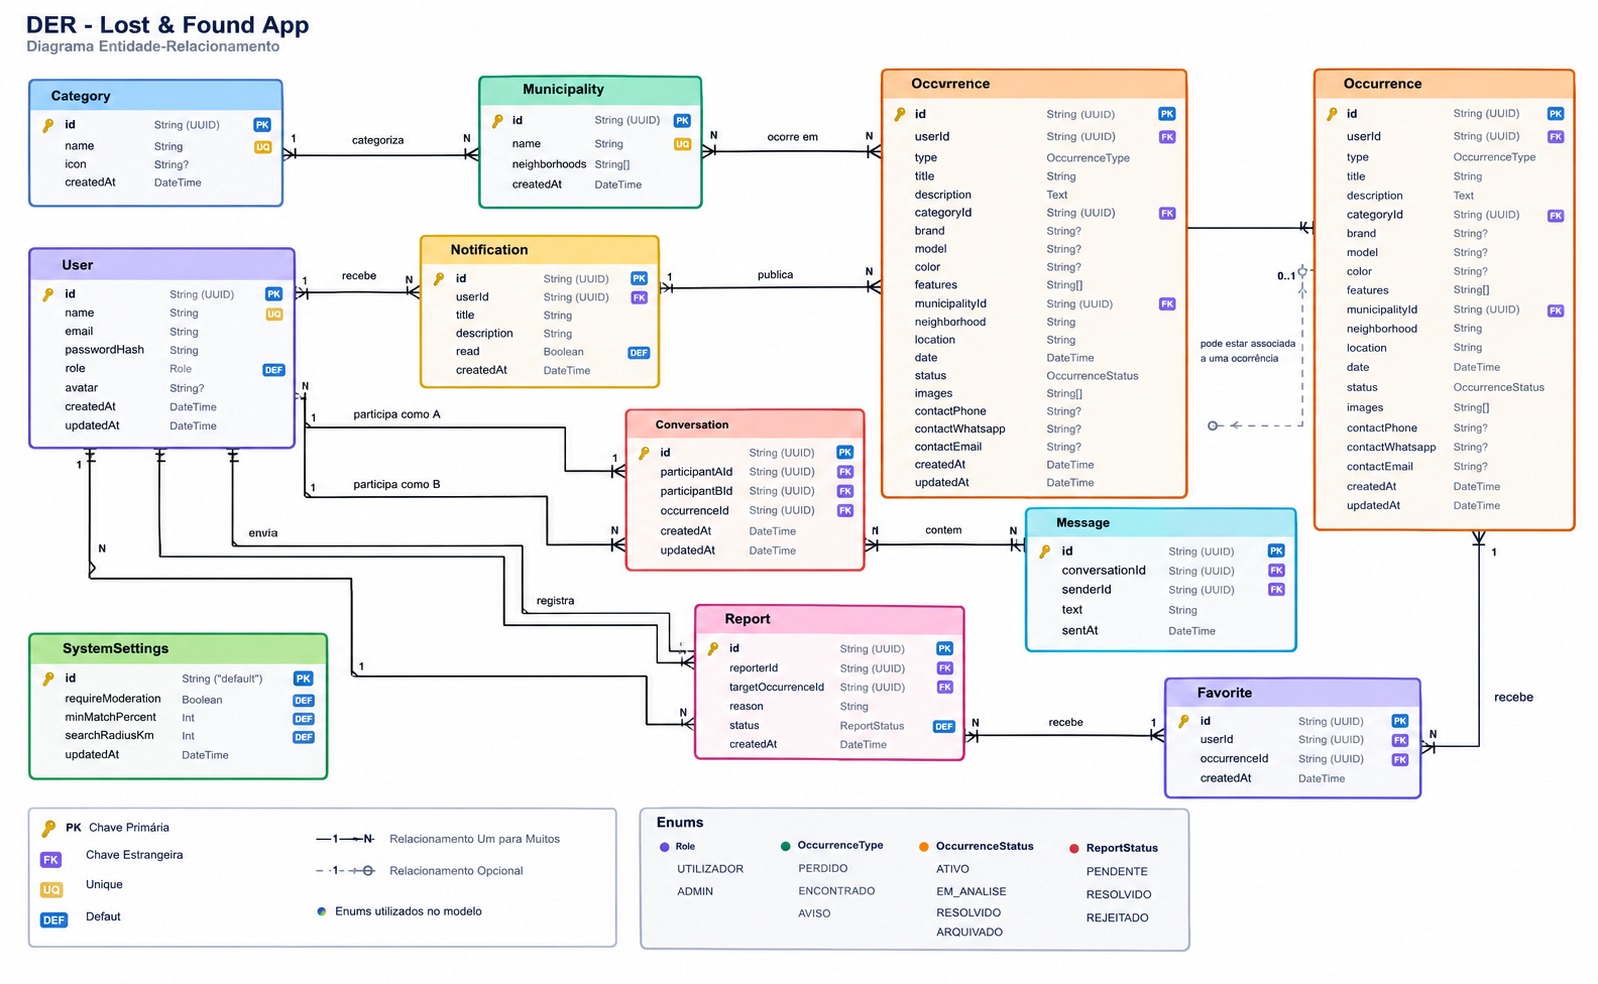 DER - Lost & Found App
Diagrama Entidade-Relacionamento
Category
id String (UUID) PK
name String UQ
icon String?
createdAt DateTime
1 categoriza N
Municipality
id String (UUID) PK
name String UQ
neighborhoods String[]
createdAt DateTime
N ocorre em N
Occvrrence
id String (UUID) PK
userId String (UUID) FK
type OccurrenceType
title String
description Text
categoryId String (UUID) FK
brand String?
model String?
color String?
features String[]
municipalityId String (UUID) FK
neighborhood String
location String
date DateTime
status OccurrenceStatus
images String[]
contactPhone String?
contactWhatsapp String?
contactEmail String?
createdAt DateTime
updatedAt DateTime
Occurrence
id String (UUID) PK
userId String (UUID) FK
type OccurrenceType
title String
description Text
categoryId String (UUID) FK
brand String?
model String?
color String?
features String[]
municipalityId String (UUID) FK
neighborhood String
location String
date DateTime
status OccurrenceStatus
images String[]
contactPhone String?
contactWhatsapp String?
contactEmail String?
createdAt DateTime
updatedAt DateTime
0..1
pode estar associada
a uma ocorrência
User
id String (UUID) PK
name String UQ
email String
passwordHash String
role Role DEF
avatar String?
createdAt DateTime
updatedAt DateTime
1 recebe N
Notification
id String (UUID) PK
userId String (UUID) FK
title String
description String
read Boolean DEF
createdAt DateTime
1 publica N
N
1 participa como A 1
1 participa como B N
Conversation
id String (UUID) PK
participantAId String (UUID) FK
participantBId String (UUID) FK
occurrenceId String (UUID) FK
createdAt DateTime
updatedAt DateTime
N contem N
Message
id String (UUID) PK
conversationId String (UUID) FK
senderId String (UUID) FK
text String
sentAt DateTime
1
N
envia
registra
1
N
Report
id String (UUID) PK
reporterId String (UUID) FK
targetOccurrenceId String (UUID) FK
reason String
status ReportStatus DEF
createdAt DateTime
N recebe 1
Favorite
id String (UUID) PK
userId String (UUID) FK
occurrenceId String (UUID) FK
createdAt DateTime
1
recebe
N
SystemSettings
id String ("default") PK
requireModeration Boolean DEF
minMatchPercent Int DEF
searchRadiusKm Int DEF
updatedAt DateTime
PK Chave Primária
FK Chave Estrangeira
UQ Unique
DEF Defaut
1 N Relacionamento Um para Muitos
1 Relacionamento Opcional
Enums utilizados no modelo
Enums
Role
UTILIZADOR
ADMIN
OccurrenceType
PERDIDO
ENCONTRADO
AVISO
OccurrenceStatus
ATIVO
EM_ANALISE
RESOLVIDO
ARQUIVADO
ReportStatus
PENDENTE
RESOLVIDO
REJEITADO